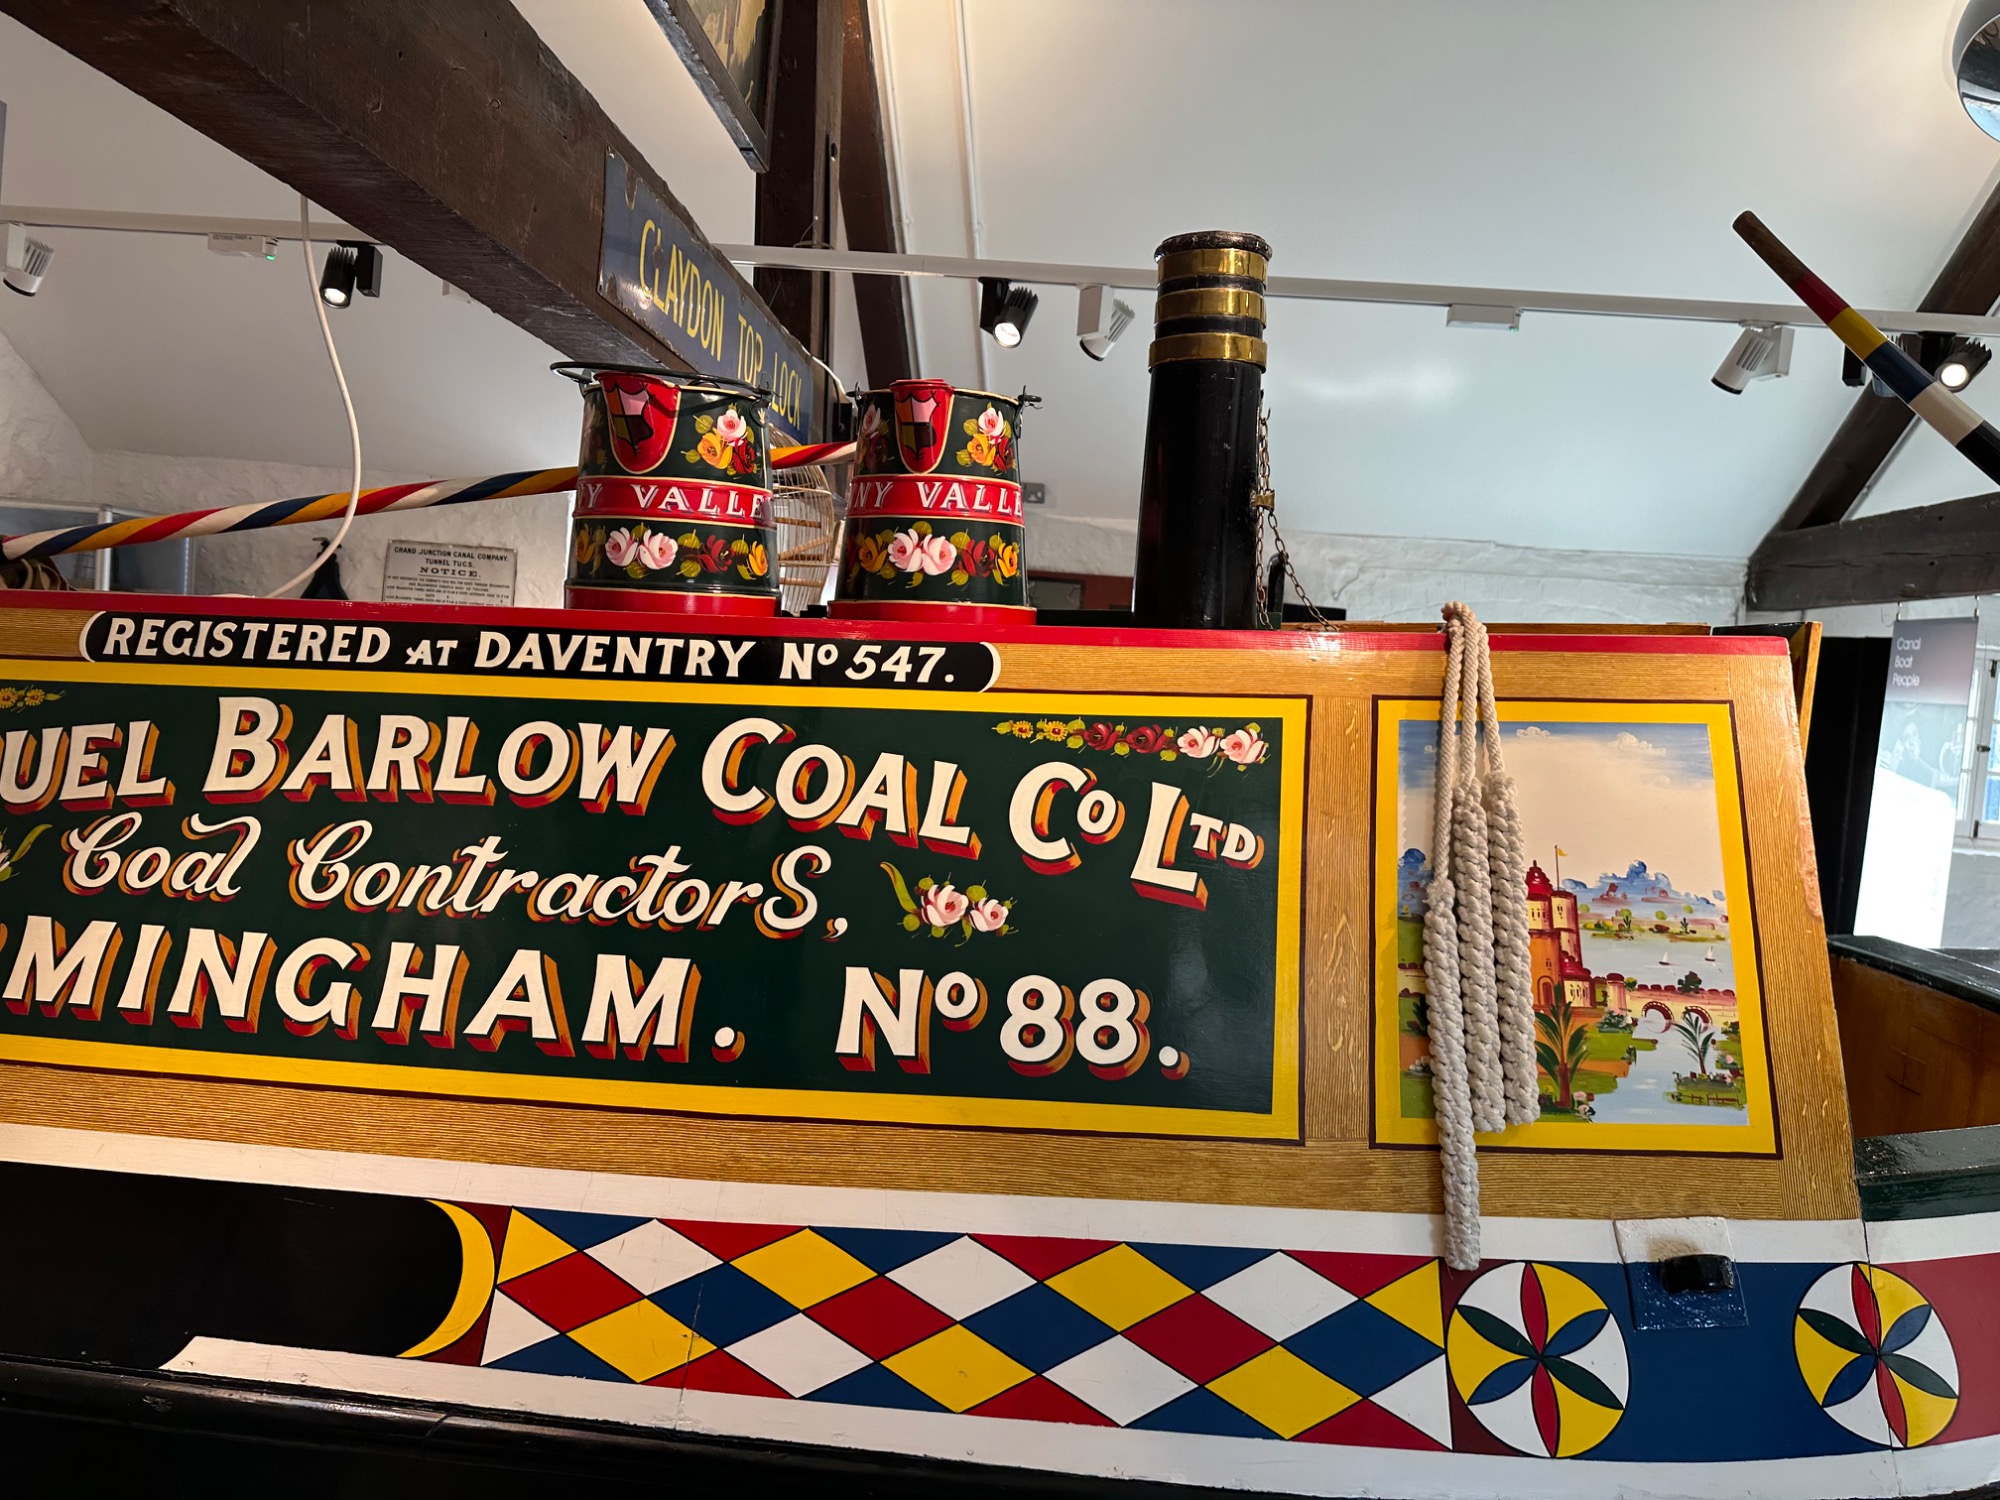 CLAYDON TOP LOCK
NY VALLE
NY VALLE
GRAND JUNCTION CANAL COMPANY.
TUNNEL TUGS.
NOTICE.
REGISTERED AT DAVENTRY Nº 547.
UEL BARLOW COAL Co LTD
Coal Contractors,
MINGHAM. Nº 88.
Canal
Boat
People